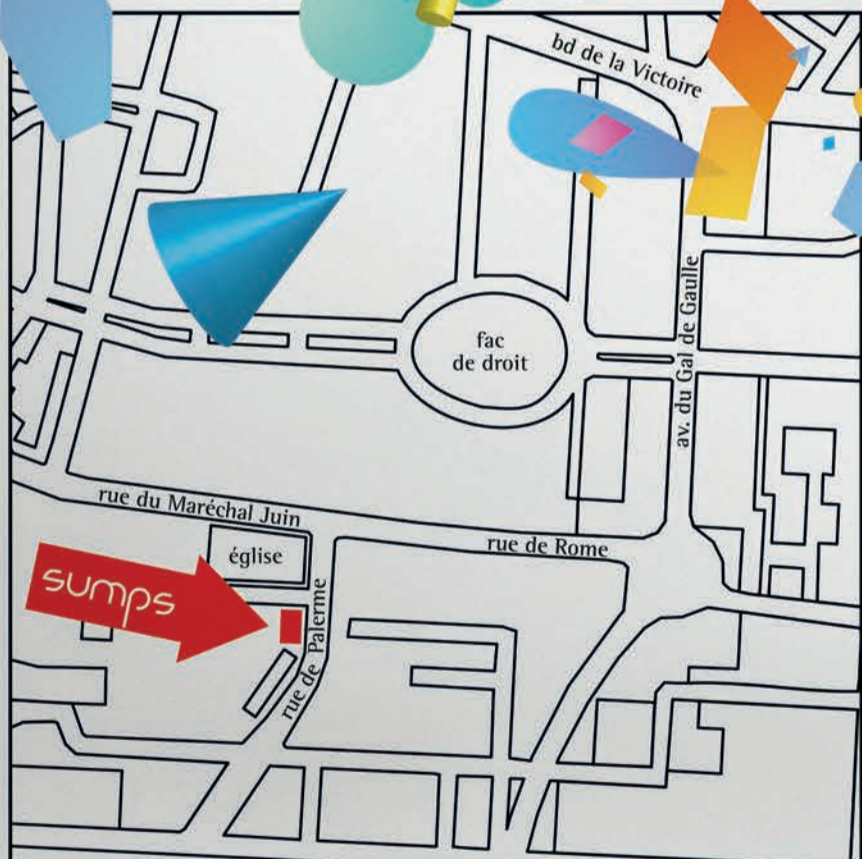 bd de la Victoire
fac
de droit
av. du Gal de Gaulle
rue du Maréchal Juin
église
rue de Rome
sumps
rue de Palerme